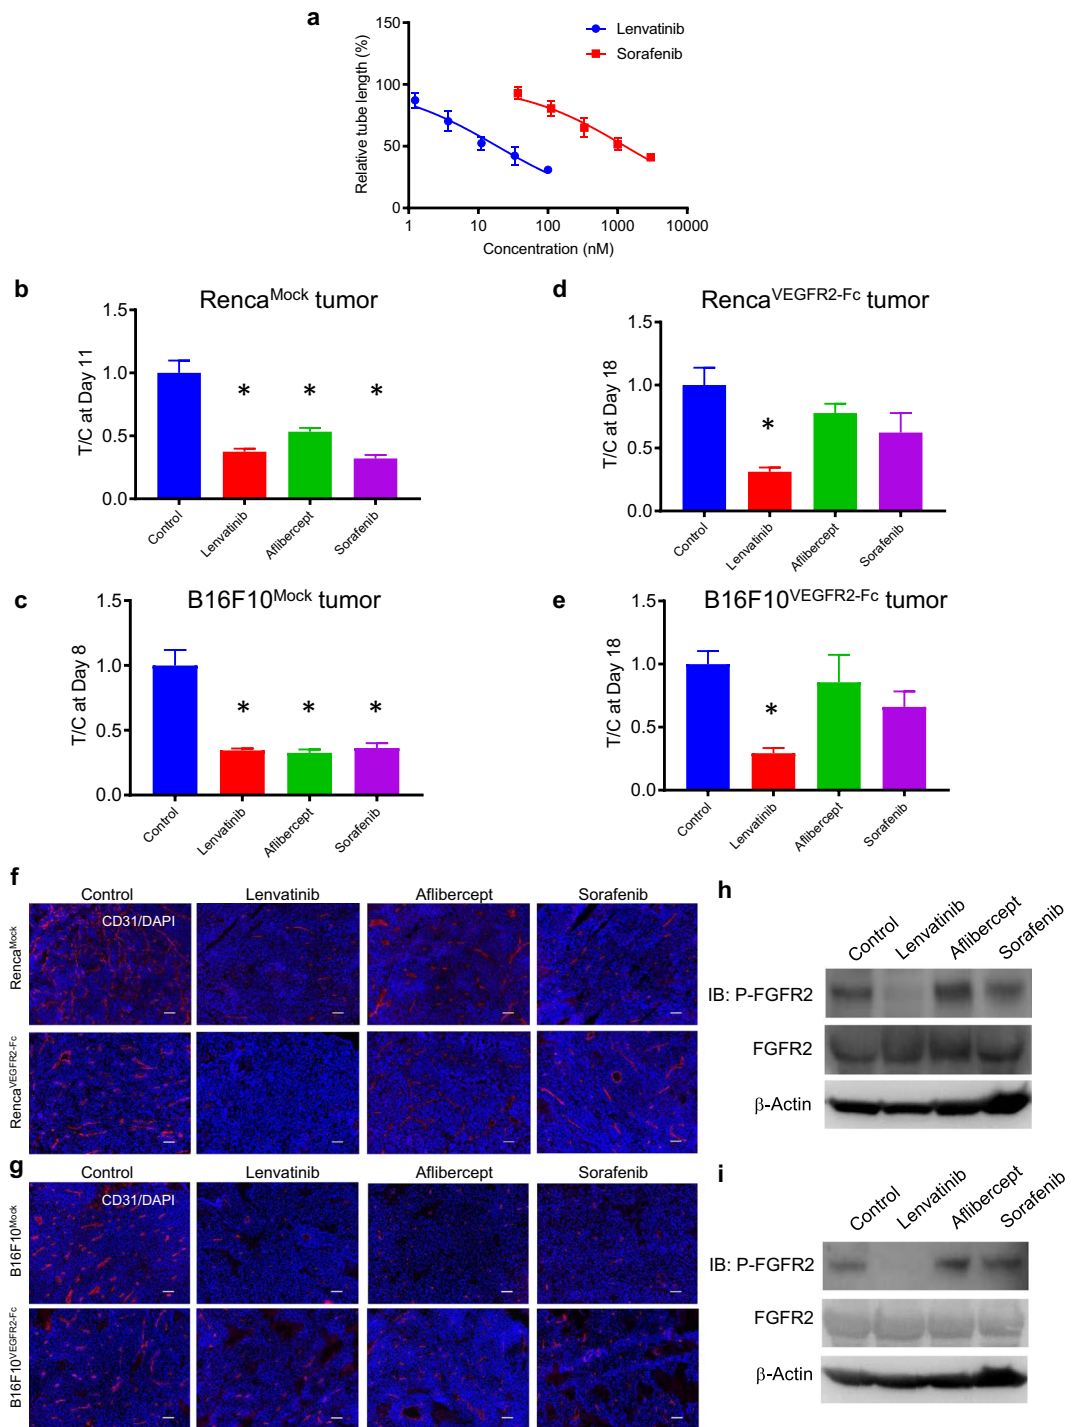 a
150
100
50
0
Relative tube length (%)
1 10 100 1000 10000
Concentration (nM)
Lenvatinib
Sorafenib
b
Renca^Mock tumor
T/C at Day 11
1.5
1.0
0.5
0.0
* * *
Control Lenvatinib Aflibercept Sorafenib
d
Renca^VEGFR2-Fc tumor
T/C at Day 18
1.5
1.0
0.5
0.0
*
Control Lenvatinib Aflibercept Sorafenib
c
B16F10^Mock tumor
T/C at Day 8
1.5
1.0
0.5
0.0
* * *
Control Lenvatinib Aflibercept Sorafenib
e
B16F10^VEGFR2-Fc tumor
T/C at Day 18
1.5
1.0
0.5
0.0
*
Control Lenvatinib Aflibercept Sorafenib
f
Control Lenvatinib Aflibercept Sorafenib
CD31/DAPI
Renca^Mock
Renca^VEGFR2-Fc
g
Control Lenvatinib Aflibercept Sorafenib
CD31/DAPI
B16F10^Mock
B16F10^VEGFR2-Fc
h
Control Lenvatinib Aflibercept Sorafenib
IB: P-FGFR2
FGFR2
β-Actin
i
Control Lenvatinib Aflibercept Sorafenib
IB: P-FGFR2
FGFR2
β-Actin